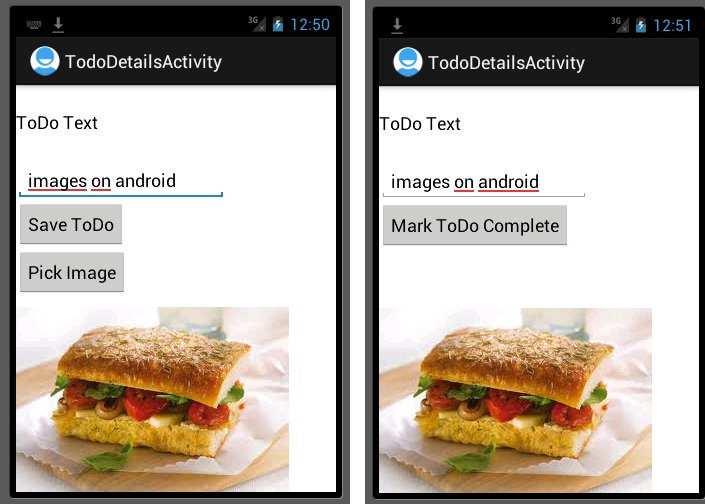 3G 12:50
TodoDetailsActivity
ToDo Text
images on android
Save ToDo
Pick Image
3G 12:51
TodoDetailsActivity
ToDo Text
images on android
Mark ToDo Complete